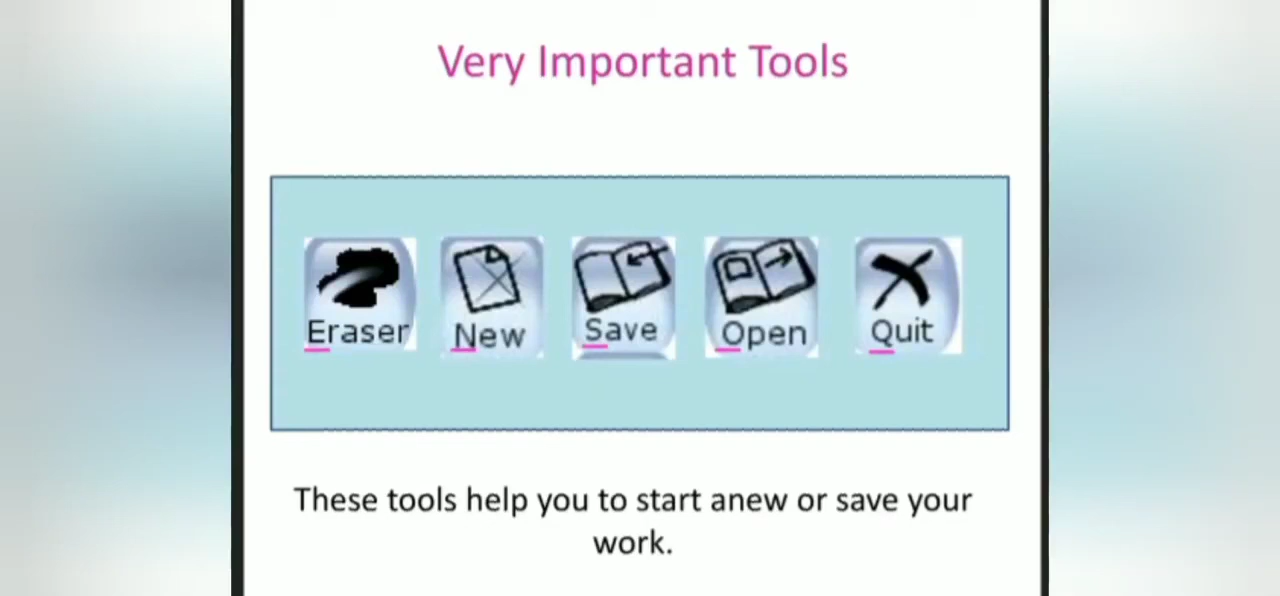 Very Important Tools
Eraser New Save Open Quit
These tools help you to start anew or save your
work.